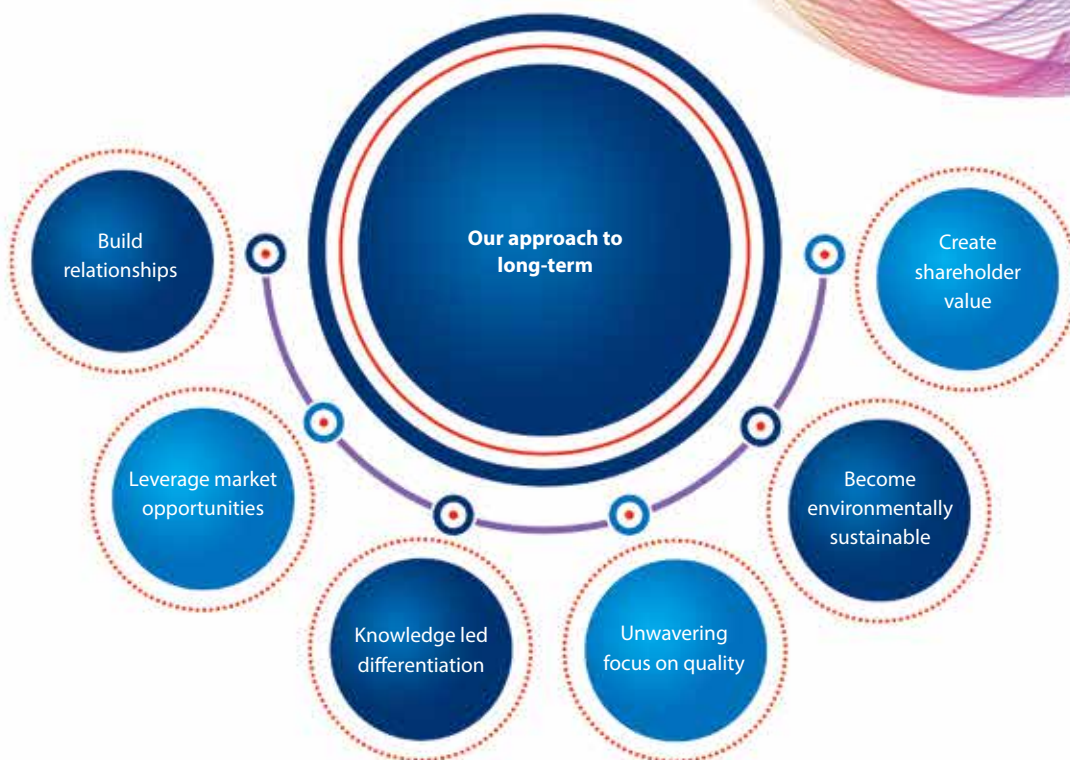 Our approach to
long-term
Build
relationships
Leverage market
opportunities
Knowledge led
differentiation
Unwavering
focus on quality
Become
environmentally
sustainable
Create
shareholder
value